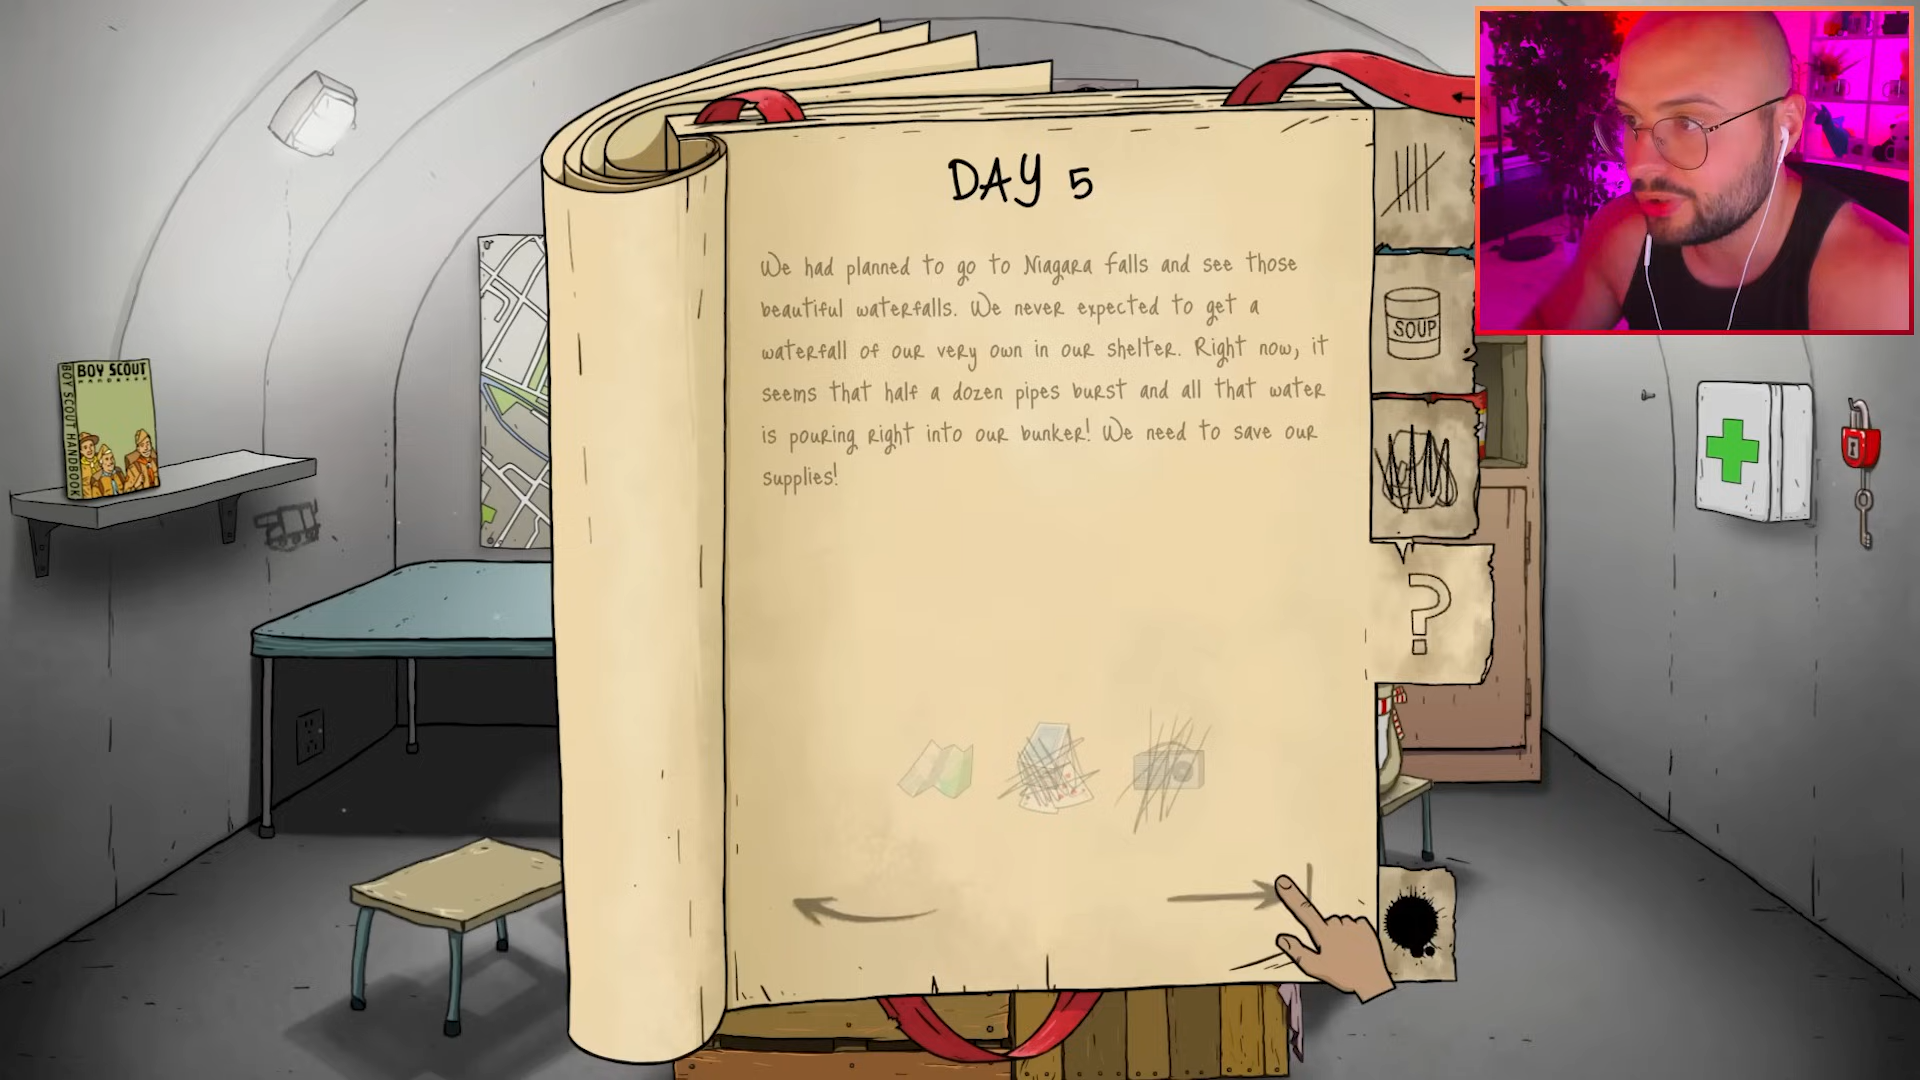 DAY 5
We had planned to go to Niagara falls and see those
beautiful waterfalls. We never expected to get a
waterfall of our very own in our shelter. Right now, it
seems that half a dozen pipes burst and all that water
is pouring right into our bunker! We need to save our
supplies!
BOY SCOUT
HANDBOOK
BOY SCOUT HANDBOOK
SOUP